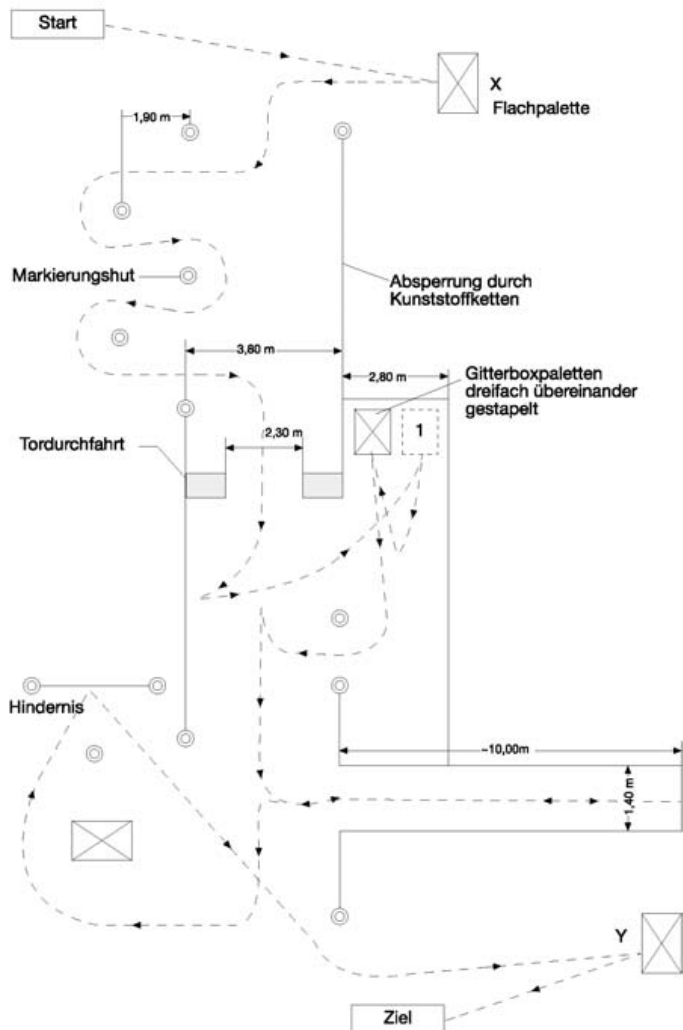 Start
X
Flachpalette
1,90 m
Markierungshut
Absperrung durch
Kunststoffketten
3,60 m
2,80 m
Gitterboxpaletten
dreifach übereinander
gestapelt
1
2,30 m
Tordurchfahrt
Hindernis
~10,00m
1,40 m
Y
Ziel